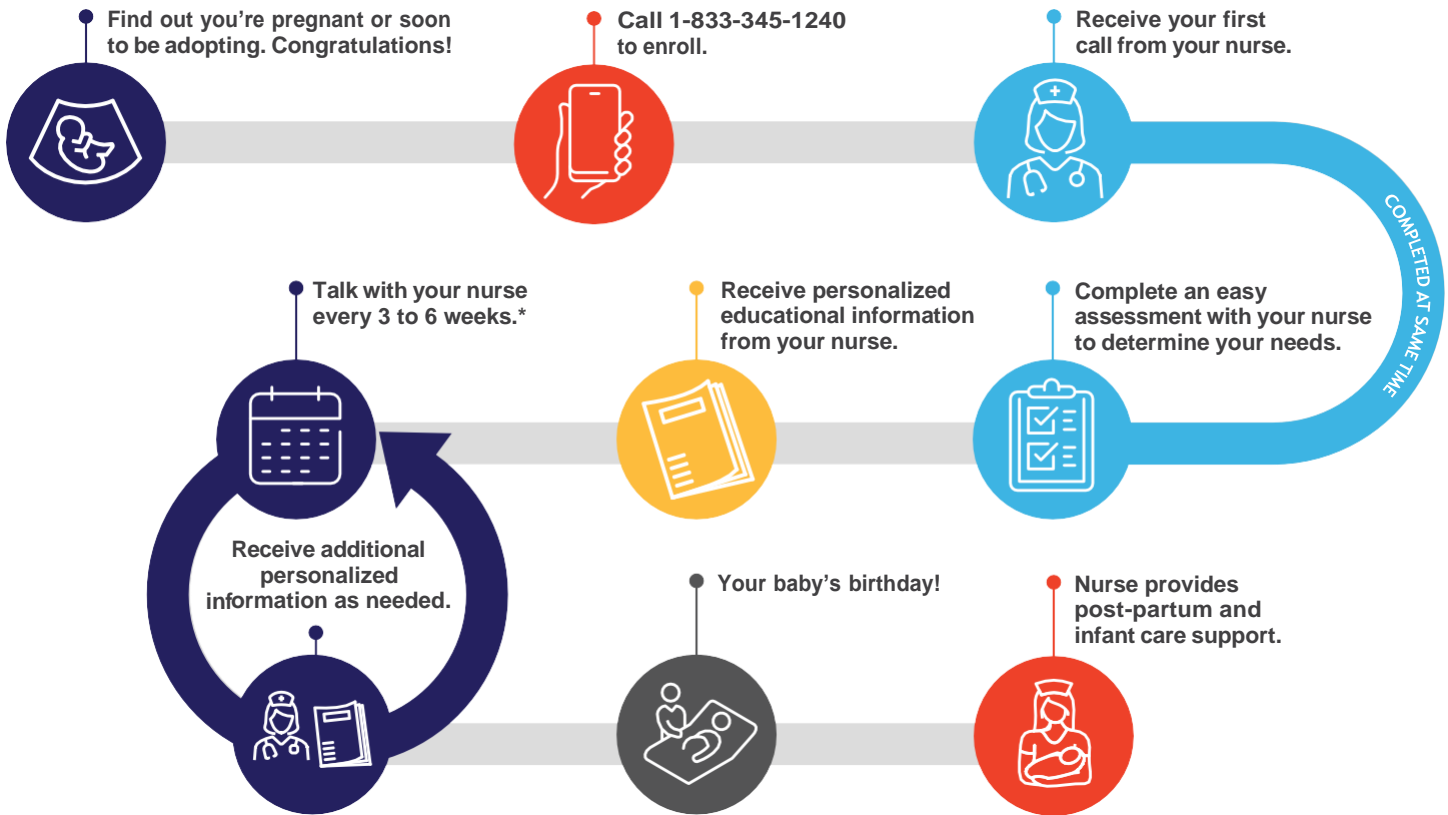 Find out you’re pregnant or soon
to be adopting. Congratulations!
Call 1-833-345-1240
to enroll.
Receive your first
call from your nurse.
COMPLETED AT SAME TIME
Complete an easy
assessment with your nurse
to determine your needs.
Receive personalized
educational information
from your nurse.
Talk with your nurse
every 3 to 6 weeks.*
Receive additional
personalized
information as needed.
Your baby’s birthday!
Nurse provides
post-partum and
infant care support.